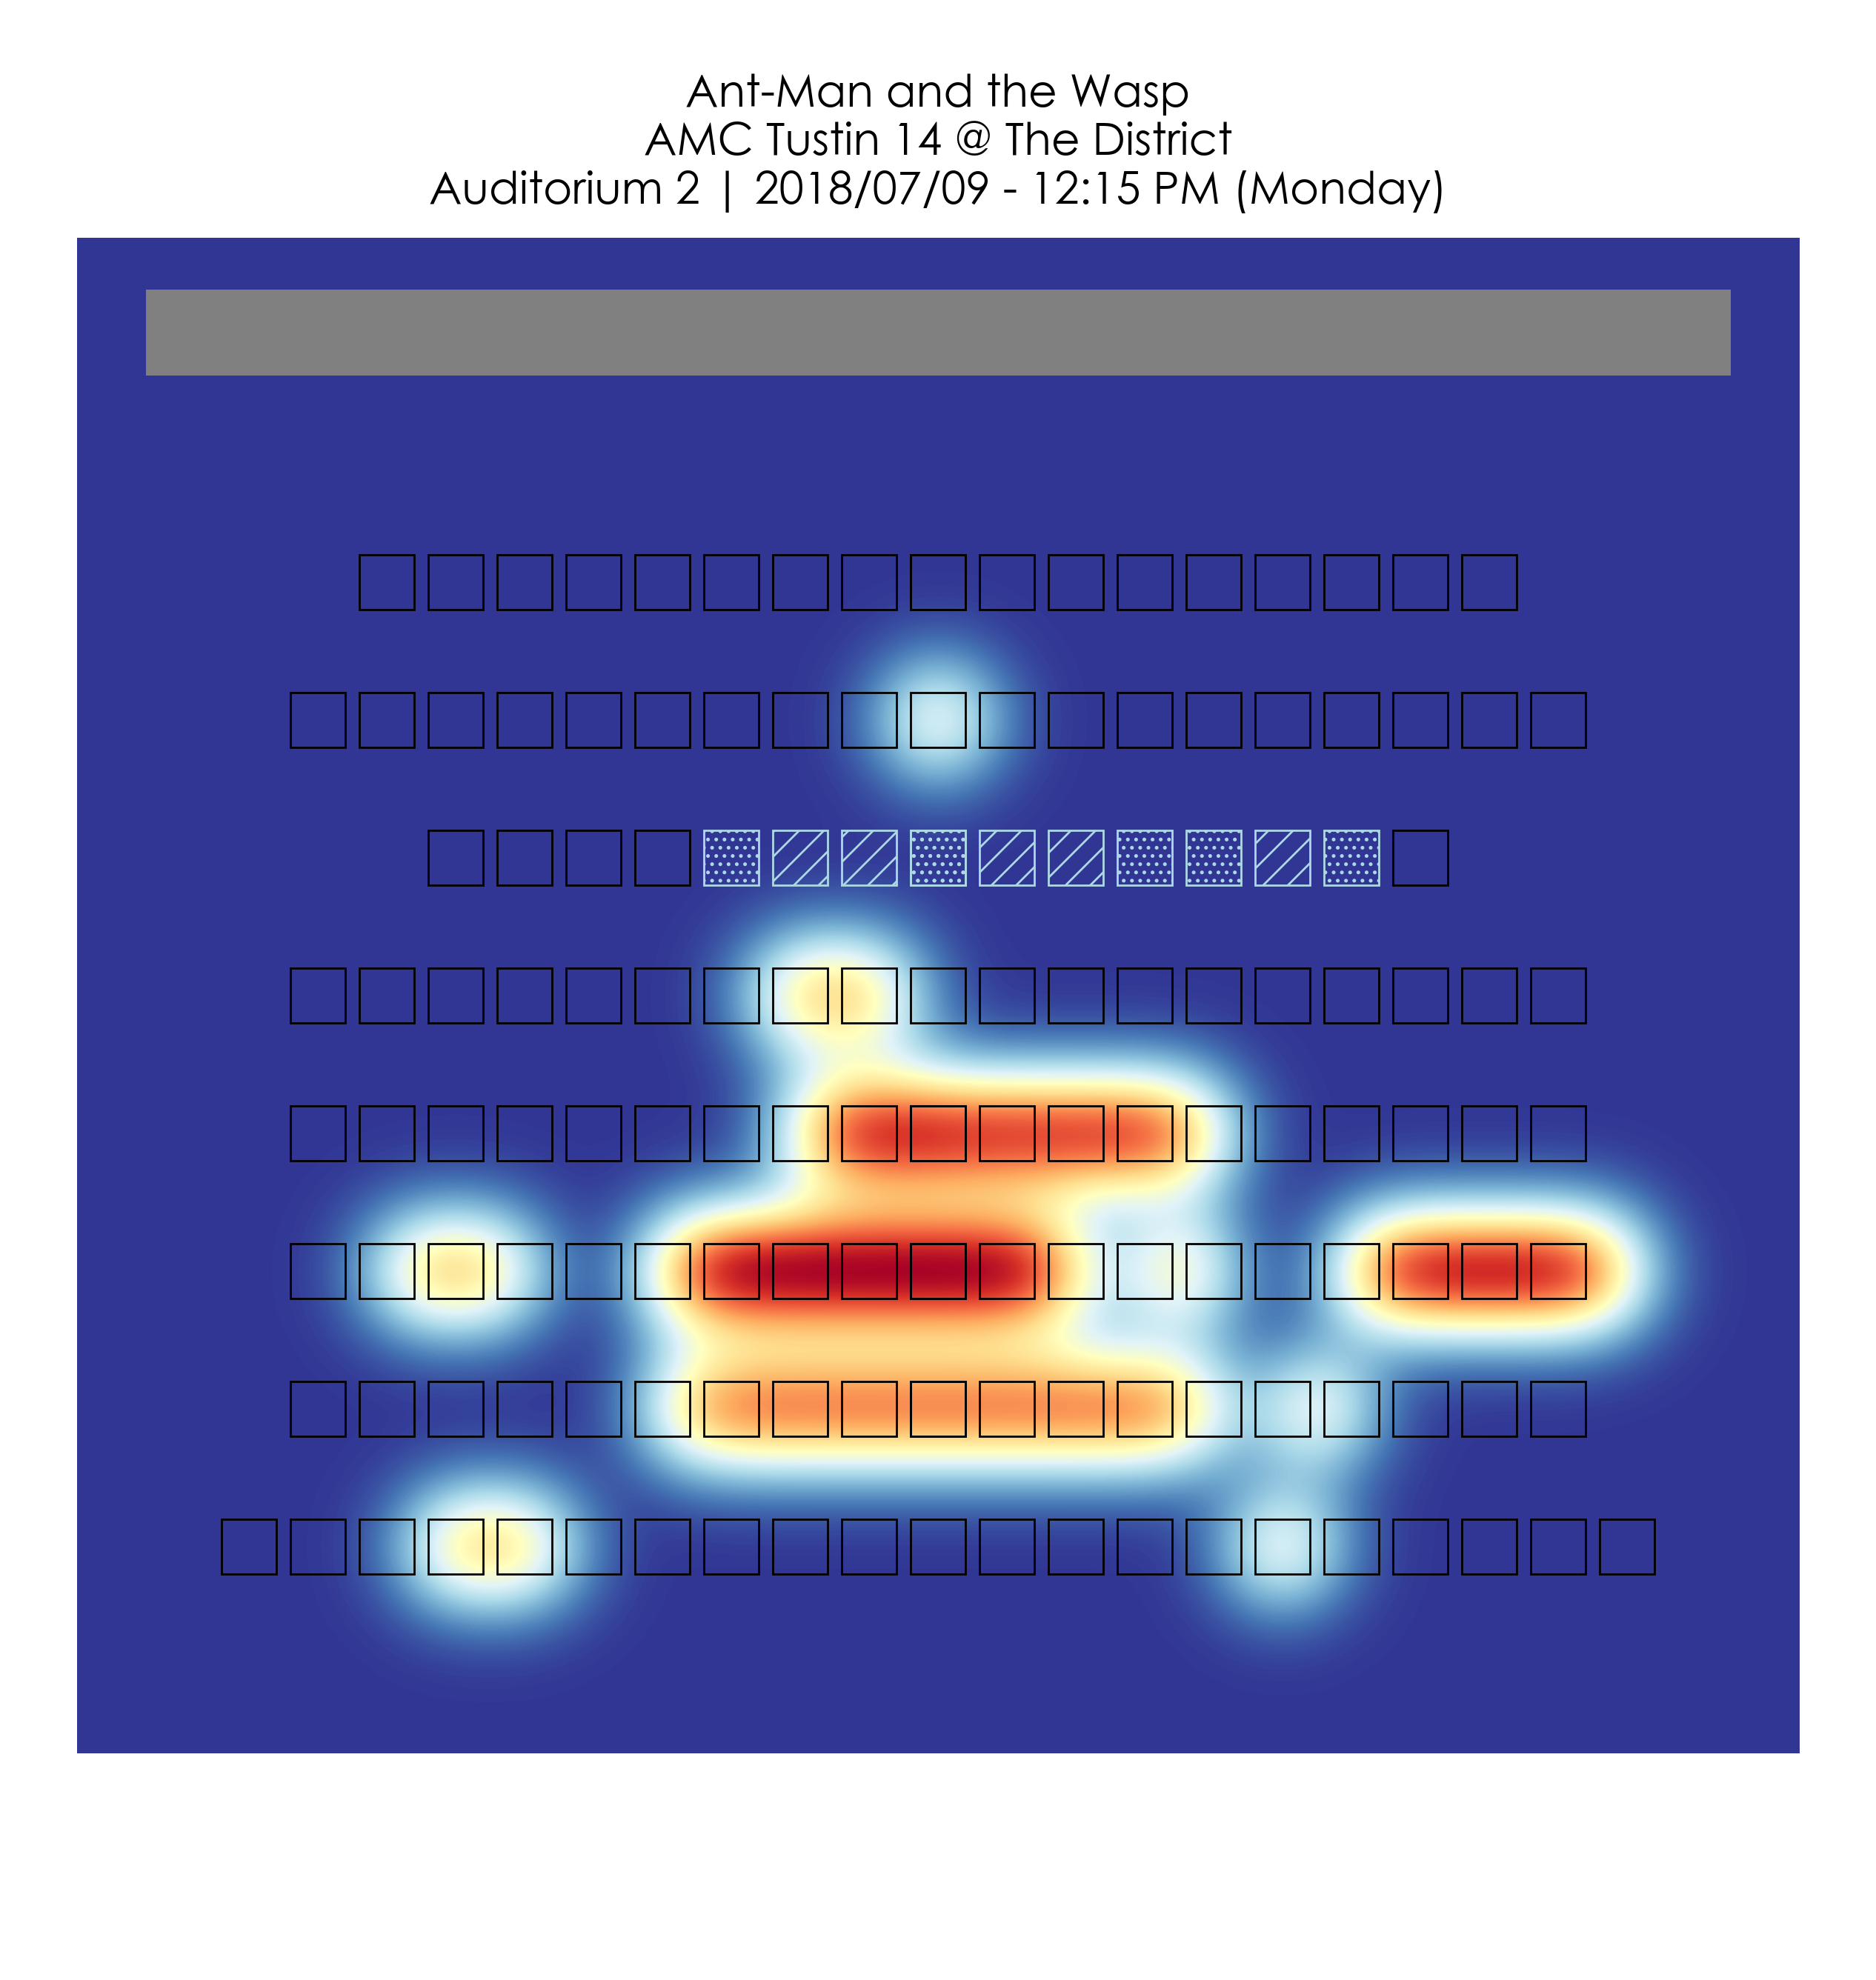 Ant-Man and the Wasp
AMC Tustin 14 @ The District
Auditorium 2 | 2018/07/09 - 12:15 PM (Monday)